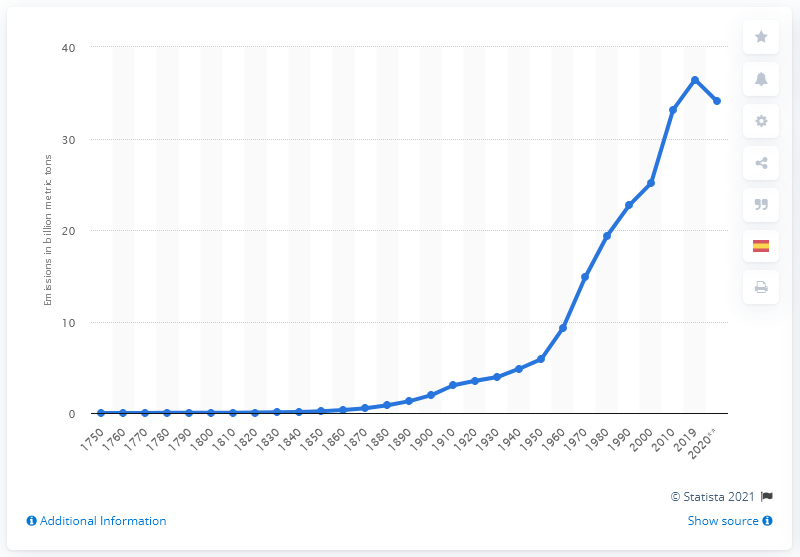 40
30
20
10
0
Emissions in billion metric tons
1750 1760 1770 1780 1790 1800 1810 1820 1830 1840 1850 1860 1870 1880 1890 1900 1910 1920 1930 1940 1950 1960 1970 1980 1990 2000 2010 2019 2020**
© Statista 2021
Additional Information
Show source